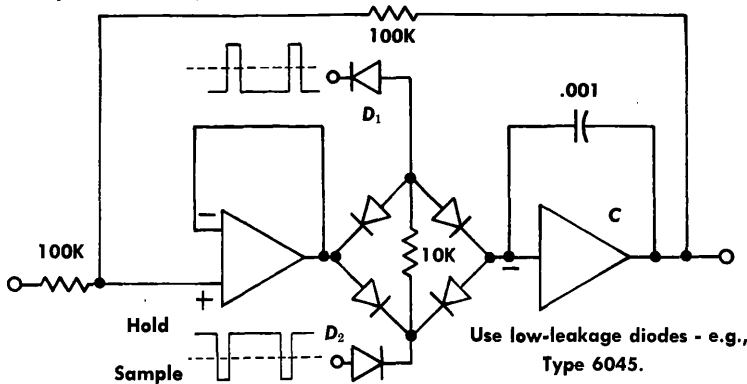 100K
.001
D₁
C
–
100K
10K
–
+
Hold
D₂
Sample
Use low-leakage diodes - e.g.,
Type 6045.